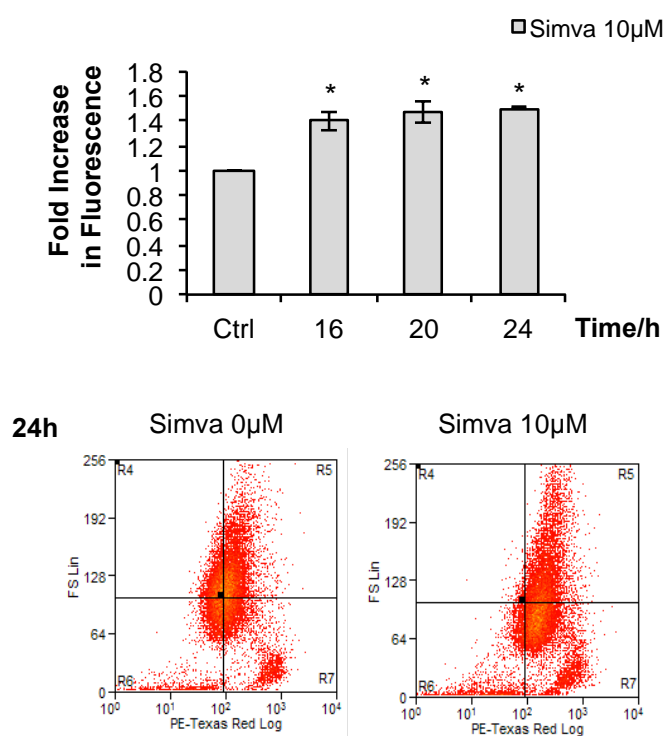 Simva 10µM
Fold Increase
in Fluorescence
1.8
1.6
1.4
1.2
1
0.8
0.6
0.4
0.2
0
* * *
Ctrl 16 20 24 Time/h
24h Simva 0µM Simva 10µM
256 R4 R5
192
128
64
0 R6 R7
FS Lin
10⁰ 10¹ 10² 10³ 10⁴
PE-Texas Red Log
256 R4 R5
192
128
64
0 R6 R7
FS Lin
10⁰ 10¹ 10² 10³ 10⁴
PE-Texas Red Log